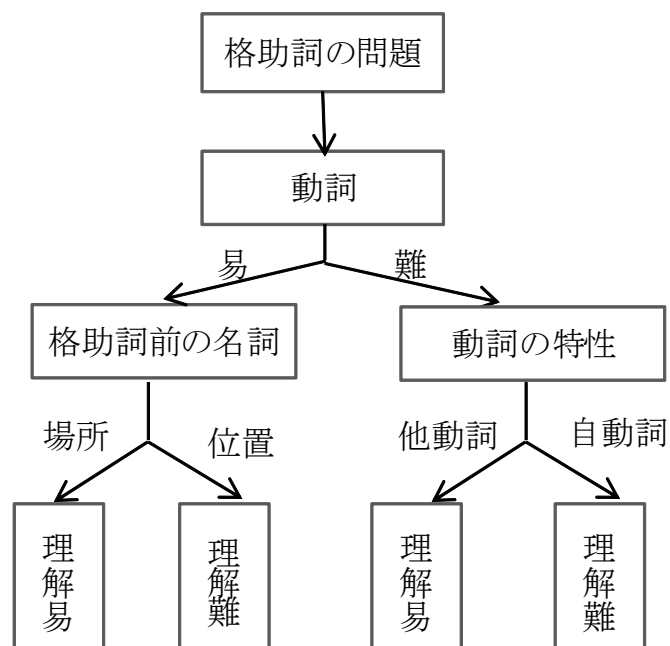 格助詞の問題
動詞
易
難
格助詞前の名詞
動詞の特性
場所
位置
他動詞
自動詞
理解易
理解難
理解易
理解難